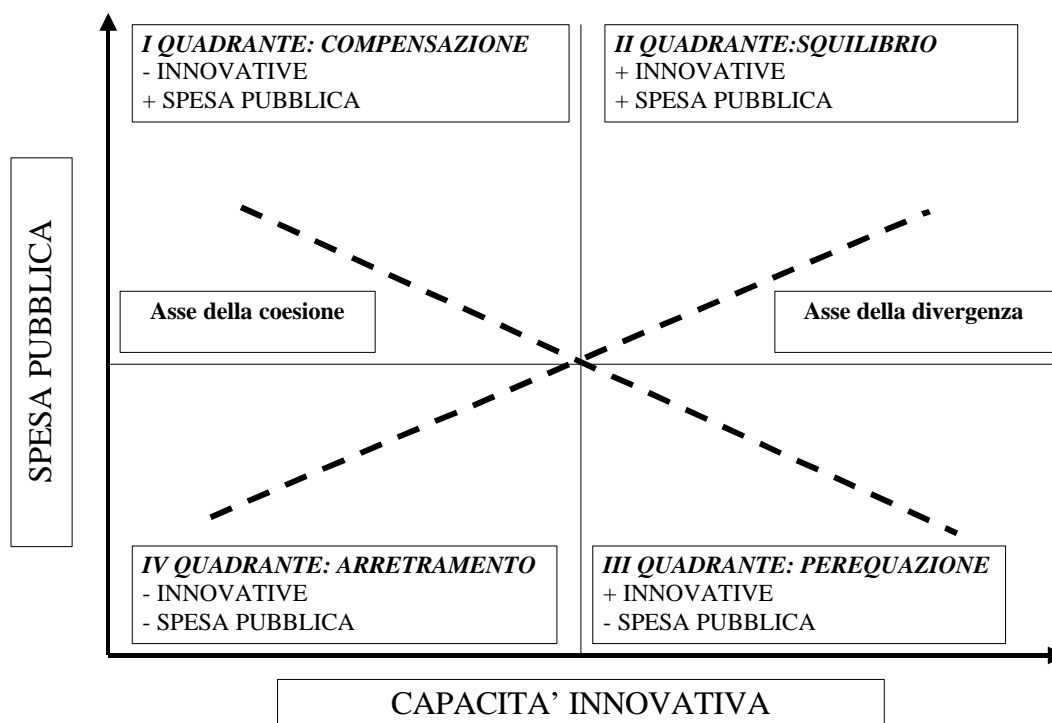 I QUADRANTE: COMPENSAZIONE
- INNOVATIVE
+ SPESA PUBBLICA
II QUADRANTE:SQUILIBRIO
+ INNOVATIVE
+ SPESA PUBBLICA
SPESA PUBBLICA
Asse della coesione
Asse della divergenza
IV QUADRANTE: ARRETRAMENTO
- INNOVATIVE
- SPESA PUBBLICA
III QUADRANTE: PEREQUAZIONE
+ INNOVATIVE
- SPESA PUBBLICA
CAPACITA’ INNOVATIVA